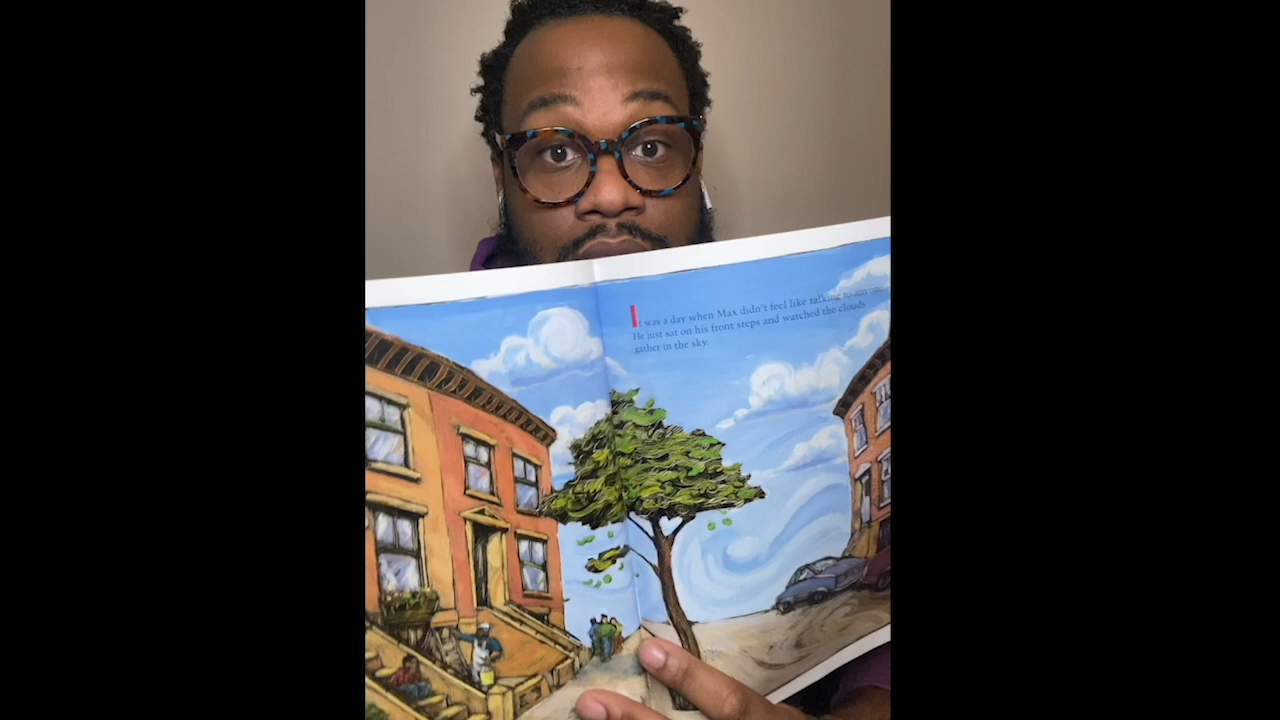 It was a day when Max didn't feel like talking to anyone.
He just sat on his front steps and watched the clouds
gather in the sky.